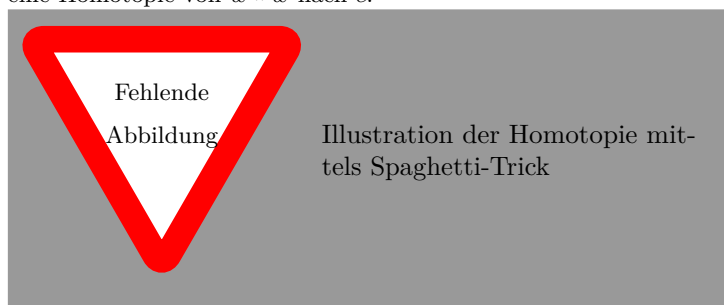 Fehlende
Abbildung
Illustration der Homotopie mit-
tels Spaghetti-Trick